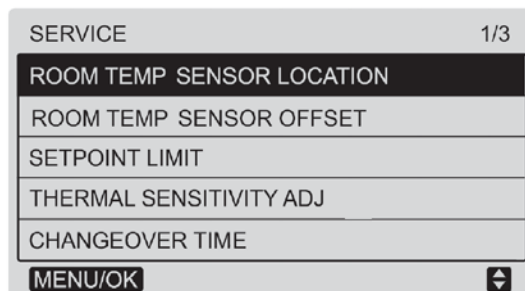 SERVICE 1/3
ROOM TEMP SENSOR LOCATION
ROOM TEMP SENSOR OFFSET
SETPOINT LIMIT
THERMAL SENSITIVITY ADJ
CHANGEOVER TIME
MENU/OK